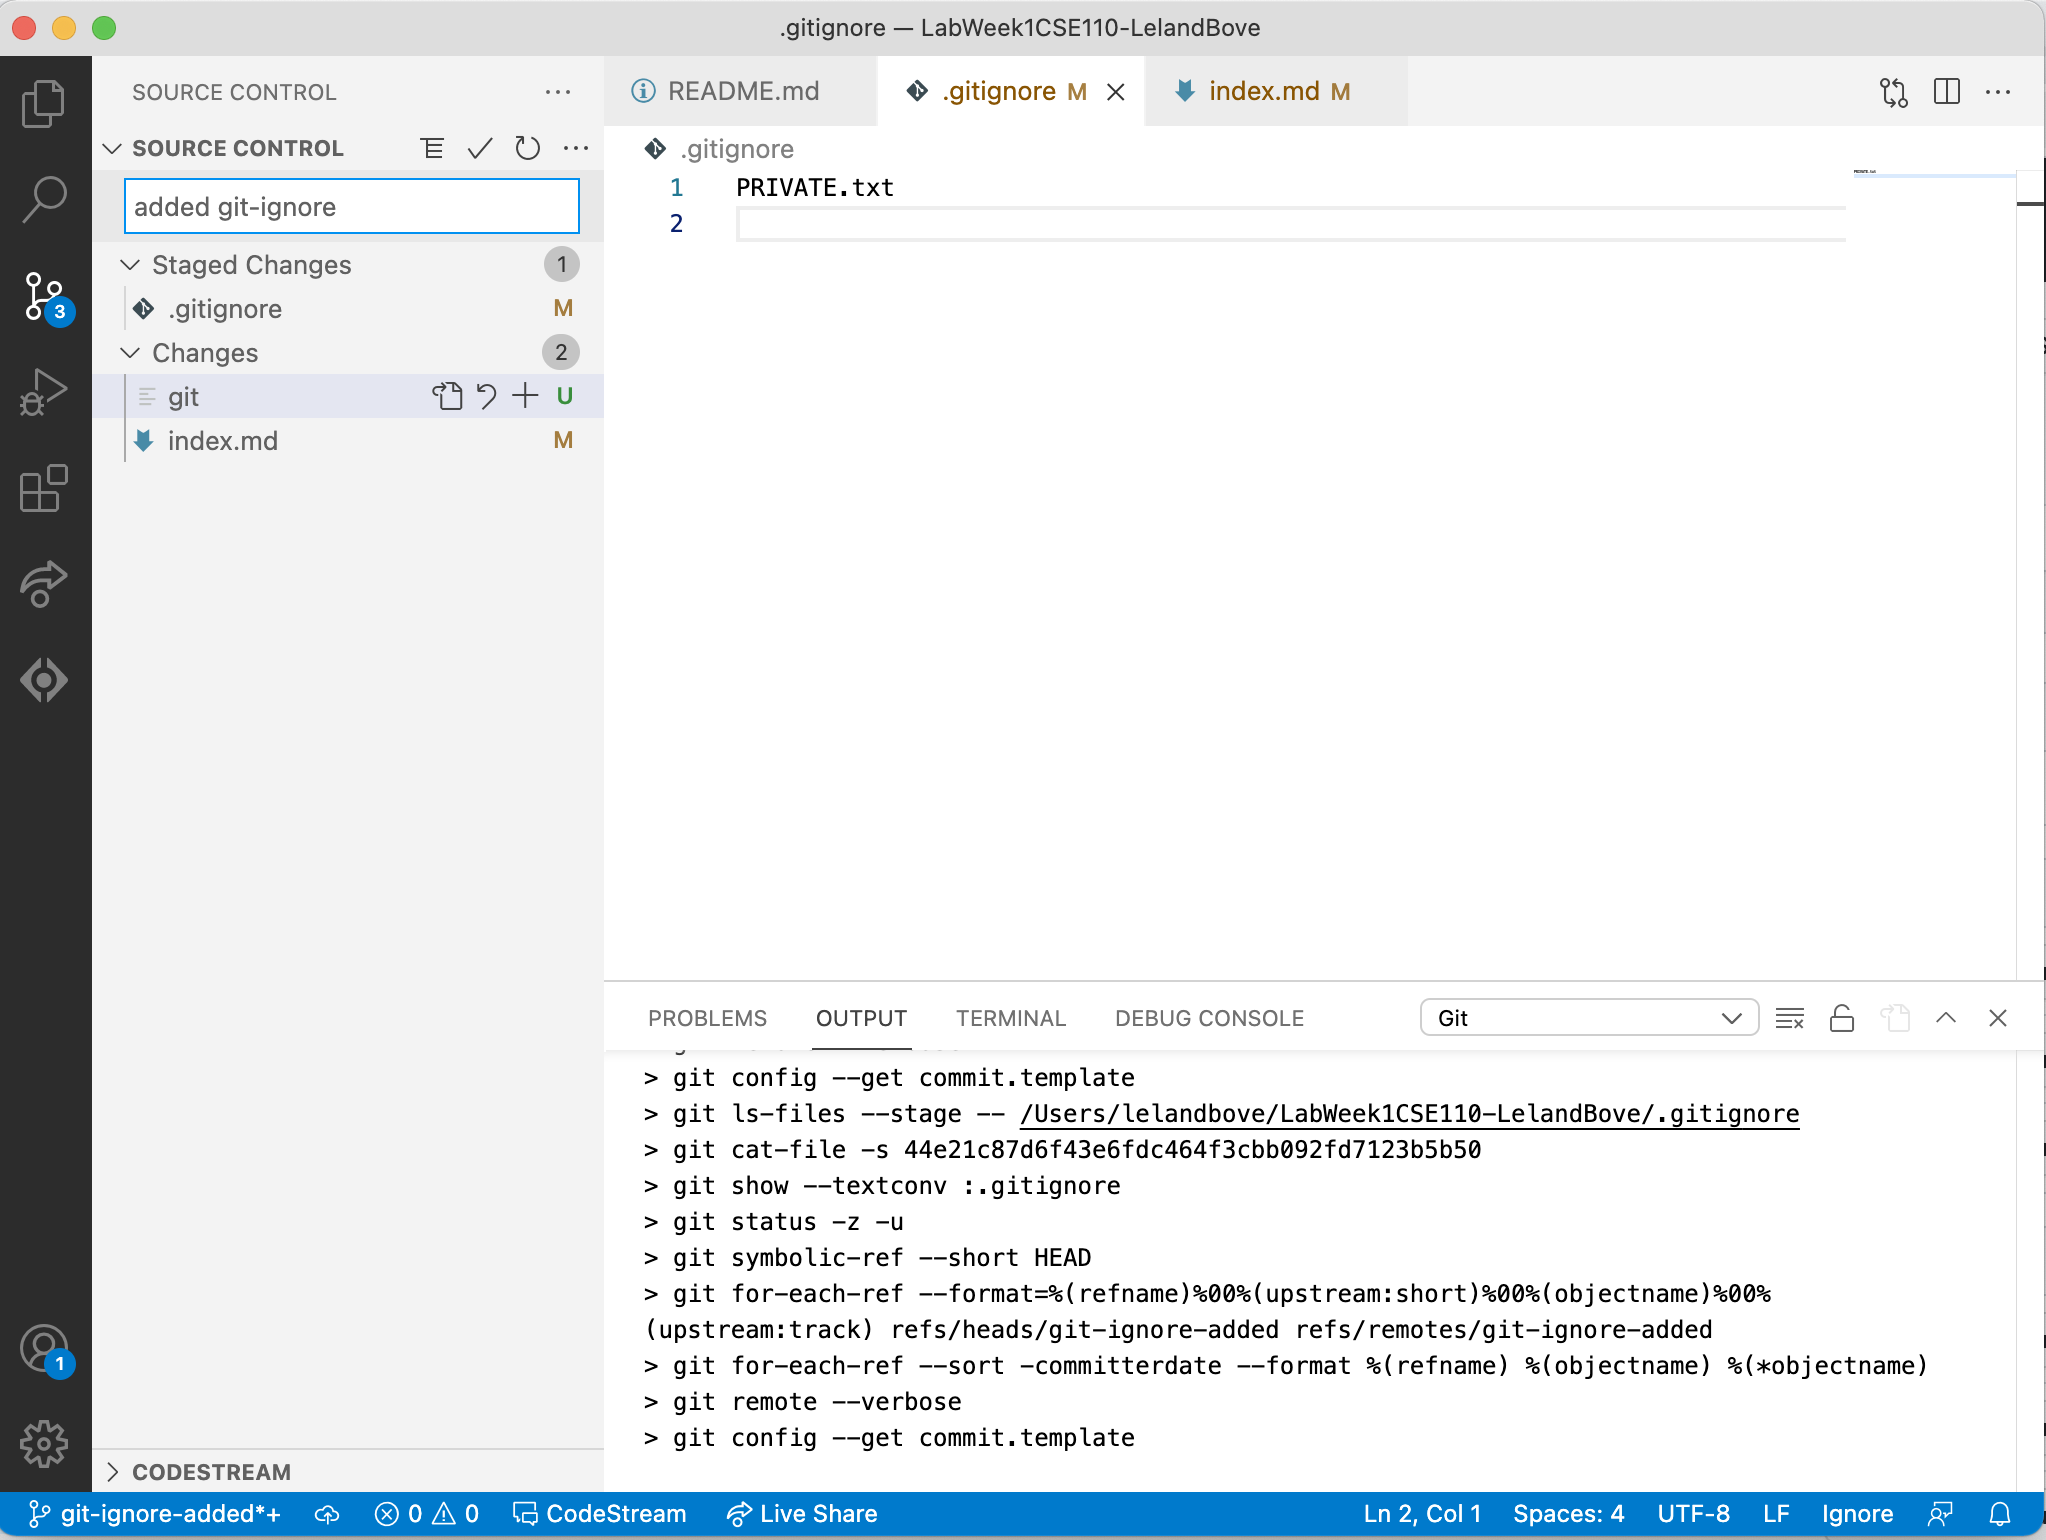 .gitignore — LabWeek1CSE110-LelandBove
SOURCE CONTROL
SOURCE CONTROL
added git-ignore
Staged Changes 1
.gitignore M
Changes 2
git U
index.md M
CODESTREAM
3
1
README.md .gitignore M index.md M
.gitignore
1 PRIVATE.txt
2
PROBLEMS OUTPUT TERMINAL DEBUG CONSOLE Git
> git config --get commit.template
> git ls-files --stage -- /Users/lelandbove/LabWeek1CSE110-LelandBove/.gitignore
> git cat-file -s 44e21c87d6f43e6fdc464f3cbb092fd7123b5b50
> git show --textconv :.gitignore
> git status -z -u
> git symbolic-ref --short HEAD
> git for-each-ref --format=%(refname)%00%(upstream:short)%00%(objectname)%00%
(upstream:track) refs/heads/git-ignore-added refs/remotes/git-ignore-added
> git for-each-ref --sort -committerdate --format %(refname) %(objectname) %(*objectname)
> git remote --verbose
> git config --get commit.template
git-ignore-added*+ 0 0 CodeStream Live Share Ln 2, Col 1 Spaces: 4 UTF-8 LF Ignore